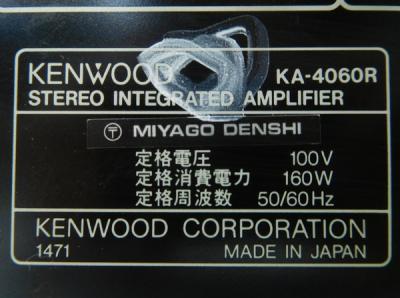 KENWOOD KA-4060R
STEREO INTEGRATED AMPLIFIER
〒 MIYAGO DENSHI
定格電圧 100V
定格消費電力 160W
定格周波数 50/60Hz
KENWOOD CORPORATION
1471 MADE IN JAPAN